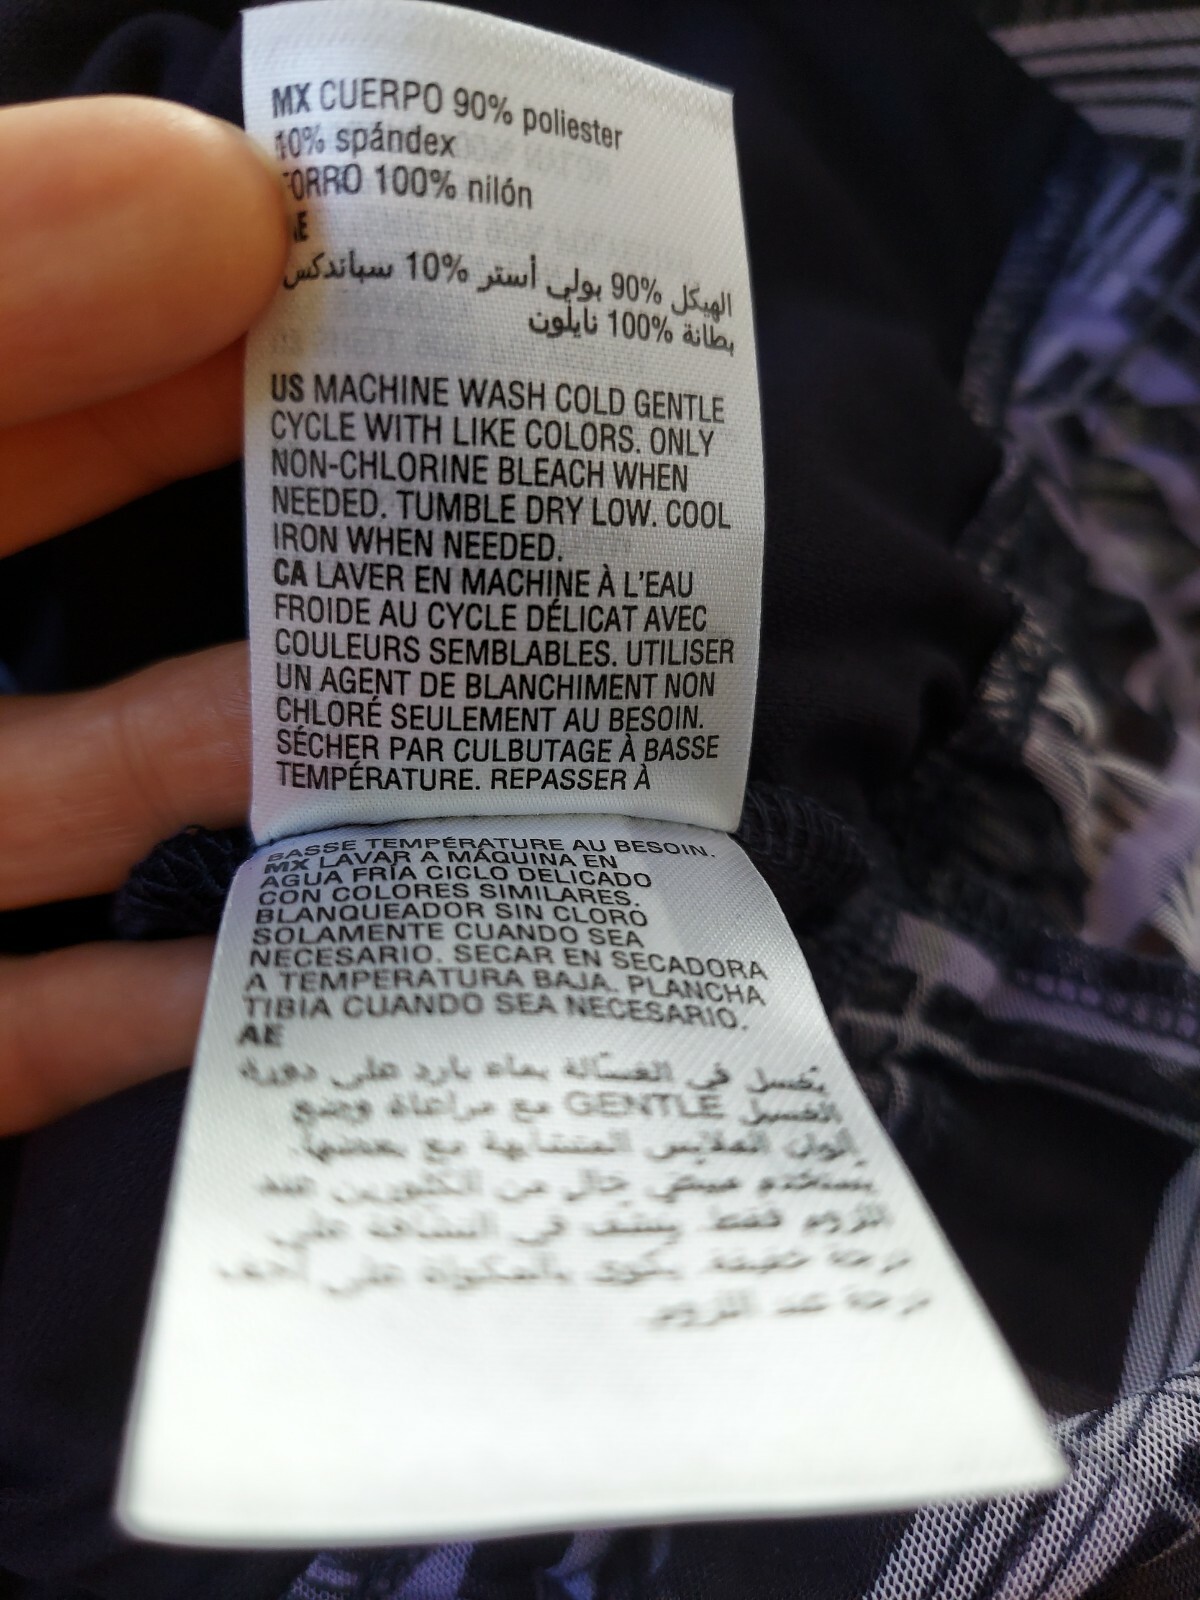 MX CUERPO 90% poliester
10% spándex
FORRO 100% nilón
AE
الهيكل 90% بولي أستر 10% سباندكس
بطانة 100% نايلون
US MACHINE WASH COLD GENTLE
CYCLE WITH LIKE COLORS. ONLY
NON-CHLORINE BLEACH WHEN
NEEDED. TUMBLE DRY LOW. COOL
IRON WHEN NEEDED.
CA LAVER EN MACHINE À L'EAU
FROIDE AU CYCLE DÉLICAT AVEC
COULEURS SEMBLABLES. UTILISER
UN AGENT DE BLANCHIMENT NON
CHLORÉ SEULEMENT AU BESOIN.
SÉCHER PAR CULBUTAGE À BASSE
TEMPÉRATURE. REPASSER À
BASSE TEMPÉRATURE AU BESOIN.
MX LAVAR A MÁQUINA EN
AGUA FRÍA CICLO DELICADO
CON COLORES SIMILARES.
BLANQUEADOR SIN CLORO
SOLAMENTE CUANDO SEA
NECESARIO. SECAR EN SECADORA
A TEMPERATURA BAJA. PLANCHA
TIBIA CUANDO SEA NECESARIO.
AE
يغسل في الغسالة بماء بارد على دورة
الغسيل GENTLE مع مراعاة وضع
ألوان الملابس المتشابهة مع بعضها.
يستخدم مبيض خال من الكلورين عند
اللزوم فقط. ينشف في النشافة على
درجة خفيفة. يكوى بالمكواة على أخف
درجة عند اللزوم.